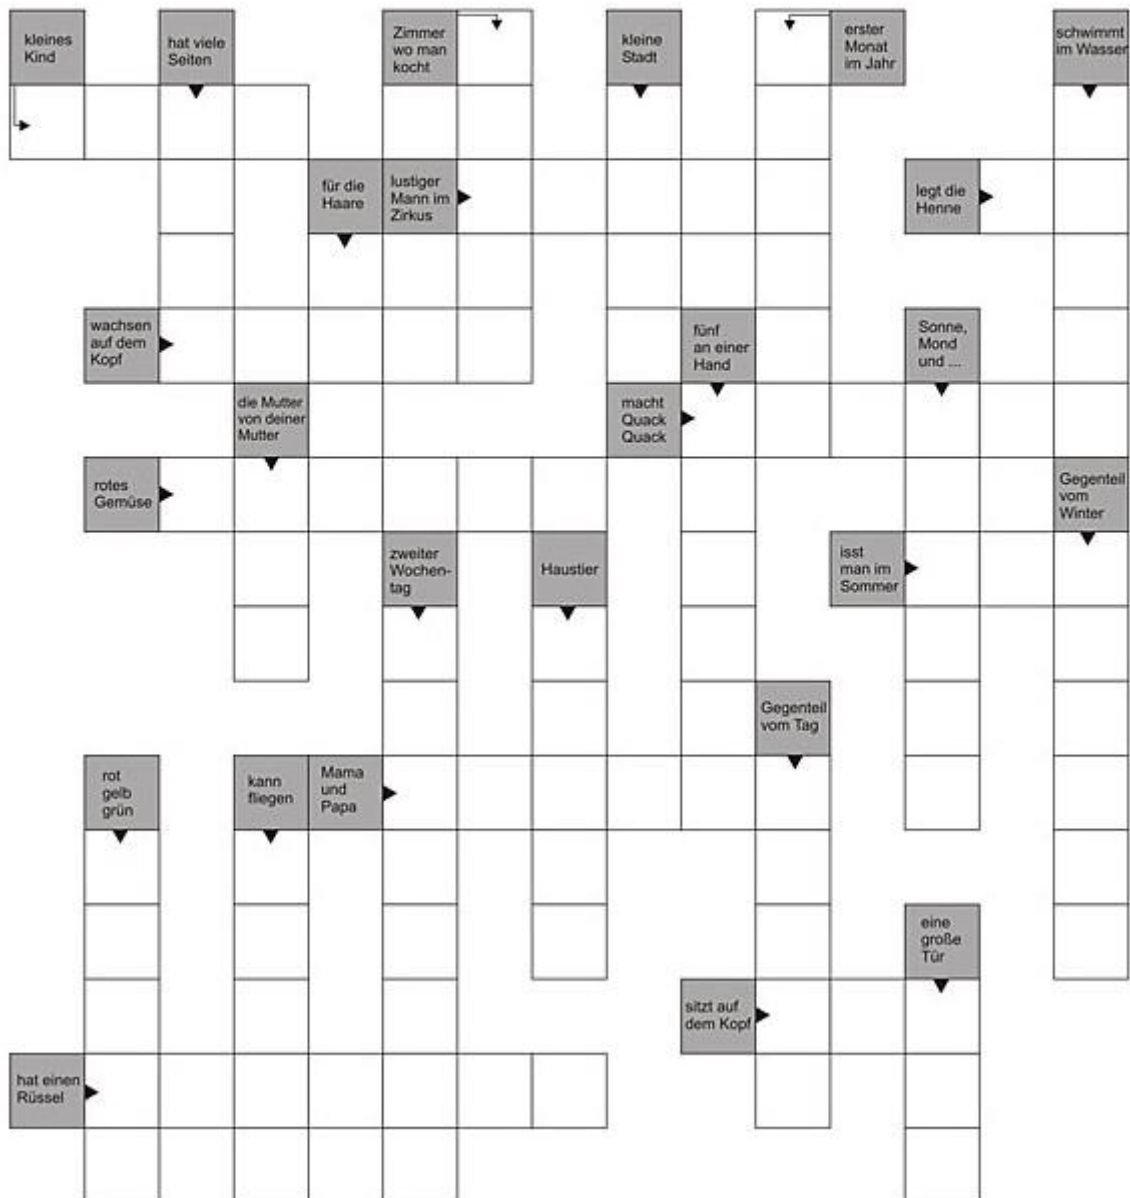 kleines
Kind
hat viele
Seiten
Zimmer
wo man
kocht
kleine
Stadt
erster
Monat
im Jahr
schwimmt
im Wasser
für die
Haare
lustiger
Mann im
Zirkus
legt die
Henne
wachsen
auf dem
Kopf
fünf
an einer
Hand
Sonne,
Mond
und ...
die Mutter
von deiner
Mutter
macht
Quack
Quack
rotes
Gemüse
Gegenteil
vom
Winter
zweiter
Wochen-
tag
Haustier
isst
man im
Sommer
Gegenteil
vom Tag
rot
gelb
grün
kann
fliegen
Mama
und
Papa
eine
große
Tür
sitzt auf
dem Kopf
hat einen
Rüssel